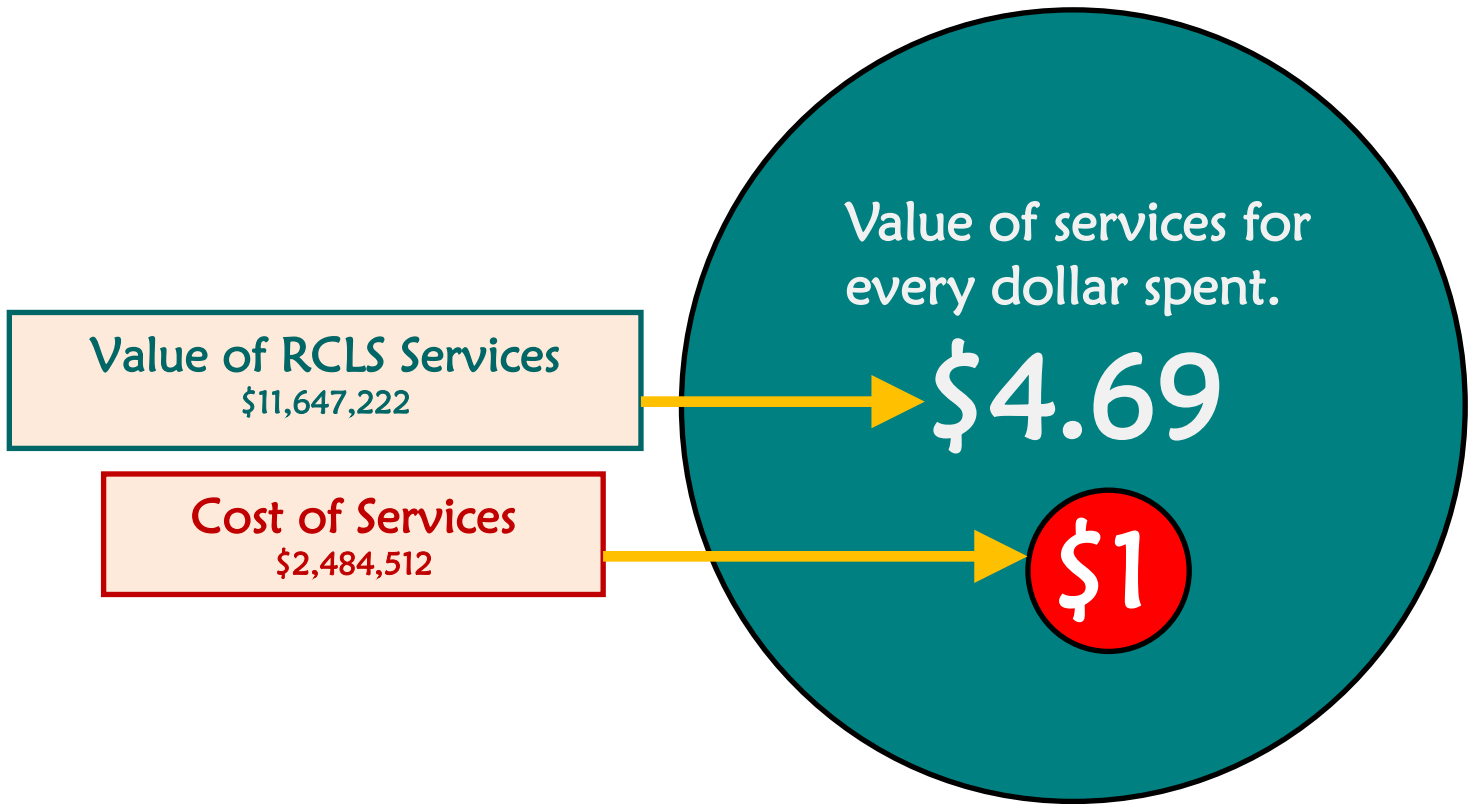 Value of services for
every dollar spent.
Value of RCLS Services
$11,647,222
$4.69
Cost of Services
$2,484,512
$1